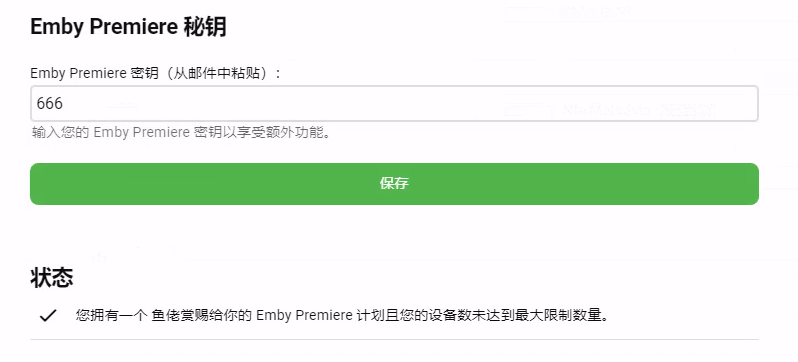 Emby Premiere 秘钥
Emby Premiere 密钥（从邮件中粘贴）：
666
输入您的 Emby Premiere 密钥以享受额外功能。
保存
状态
您拥有一个 鱼佬赏赐给你的 Emby Premiere 计划且您的设备数未达到最大限制数量。